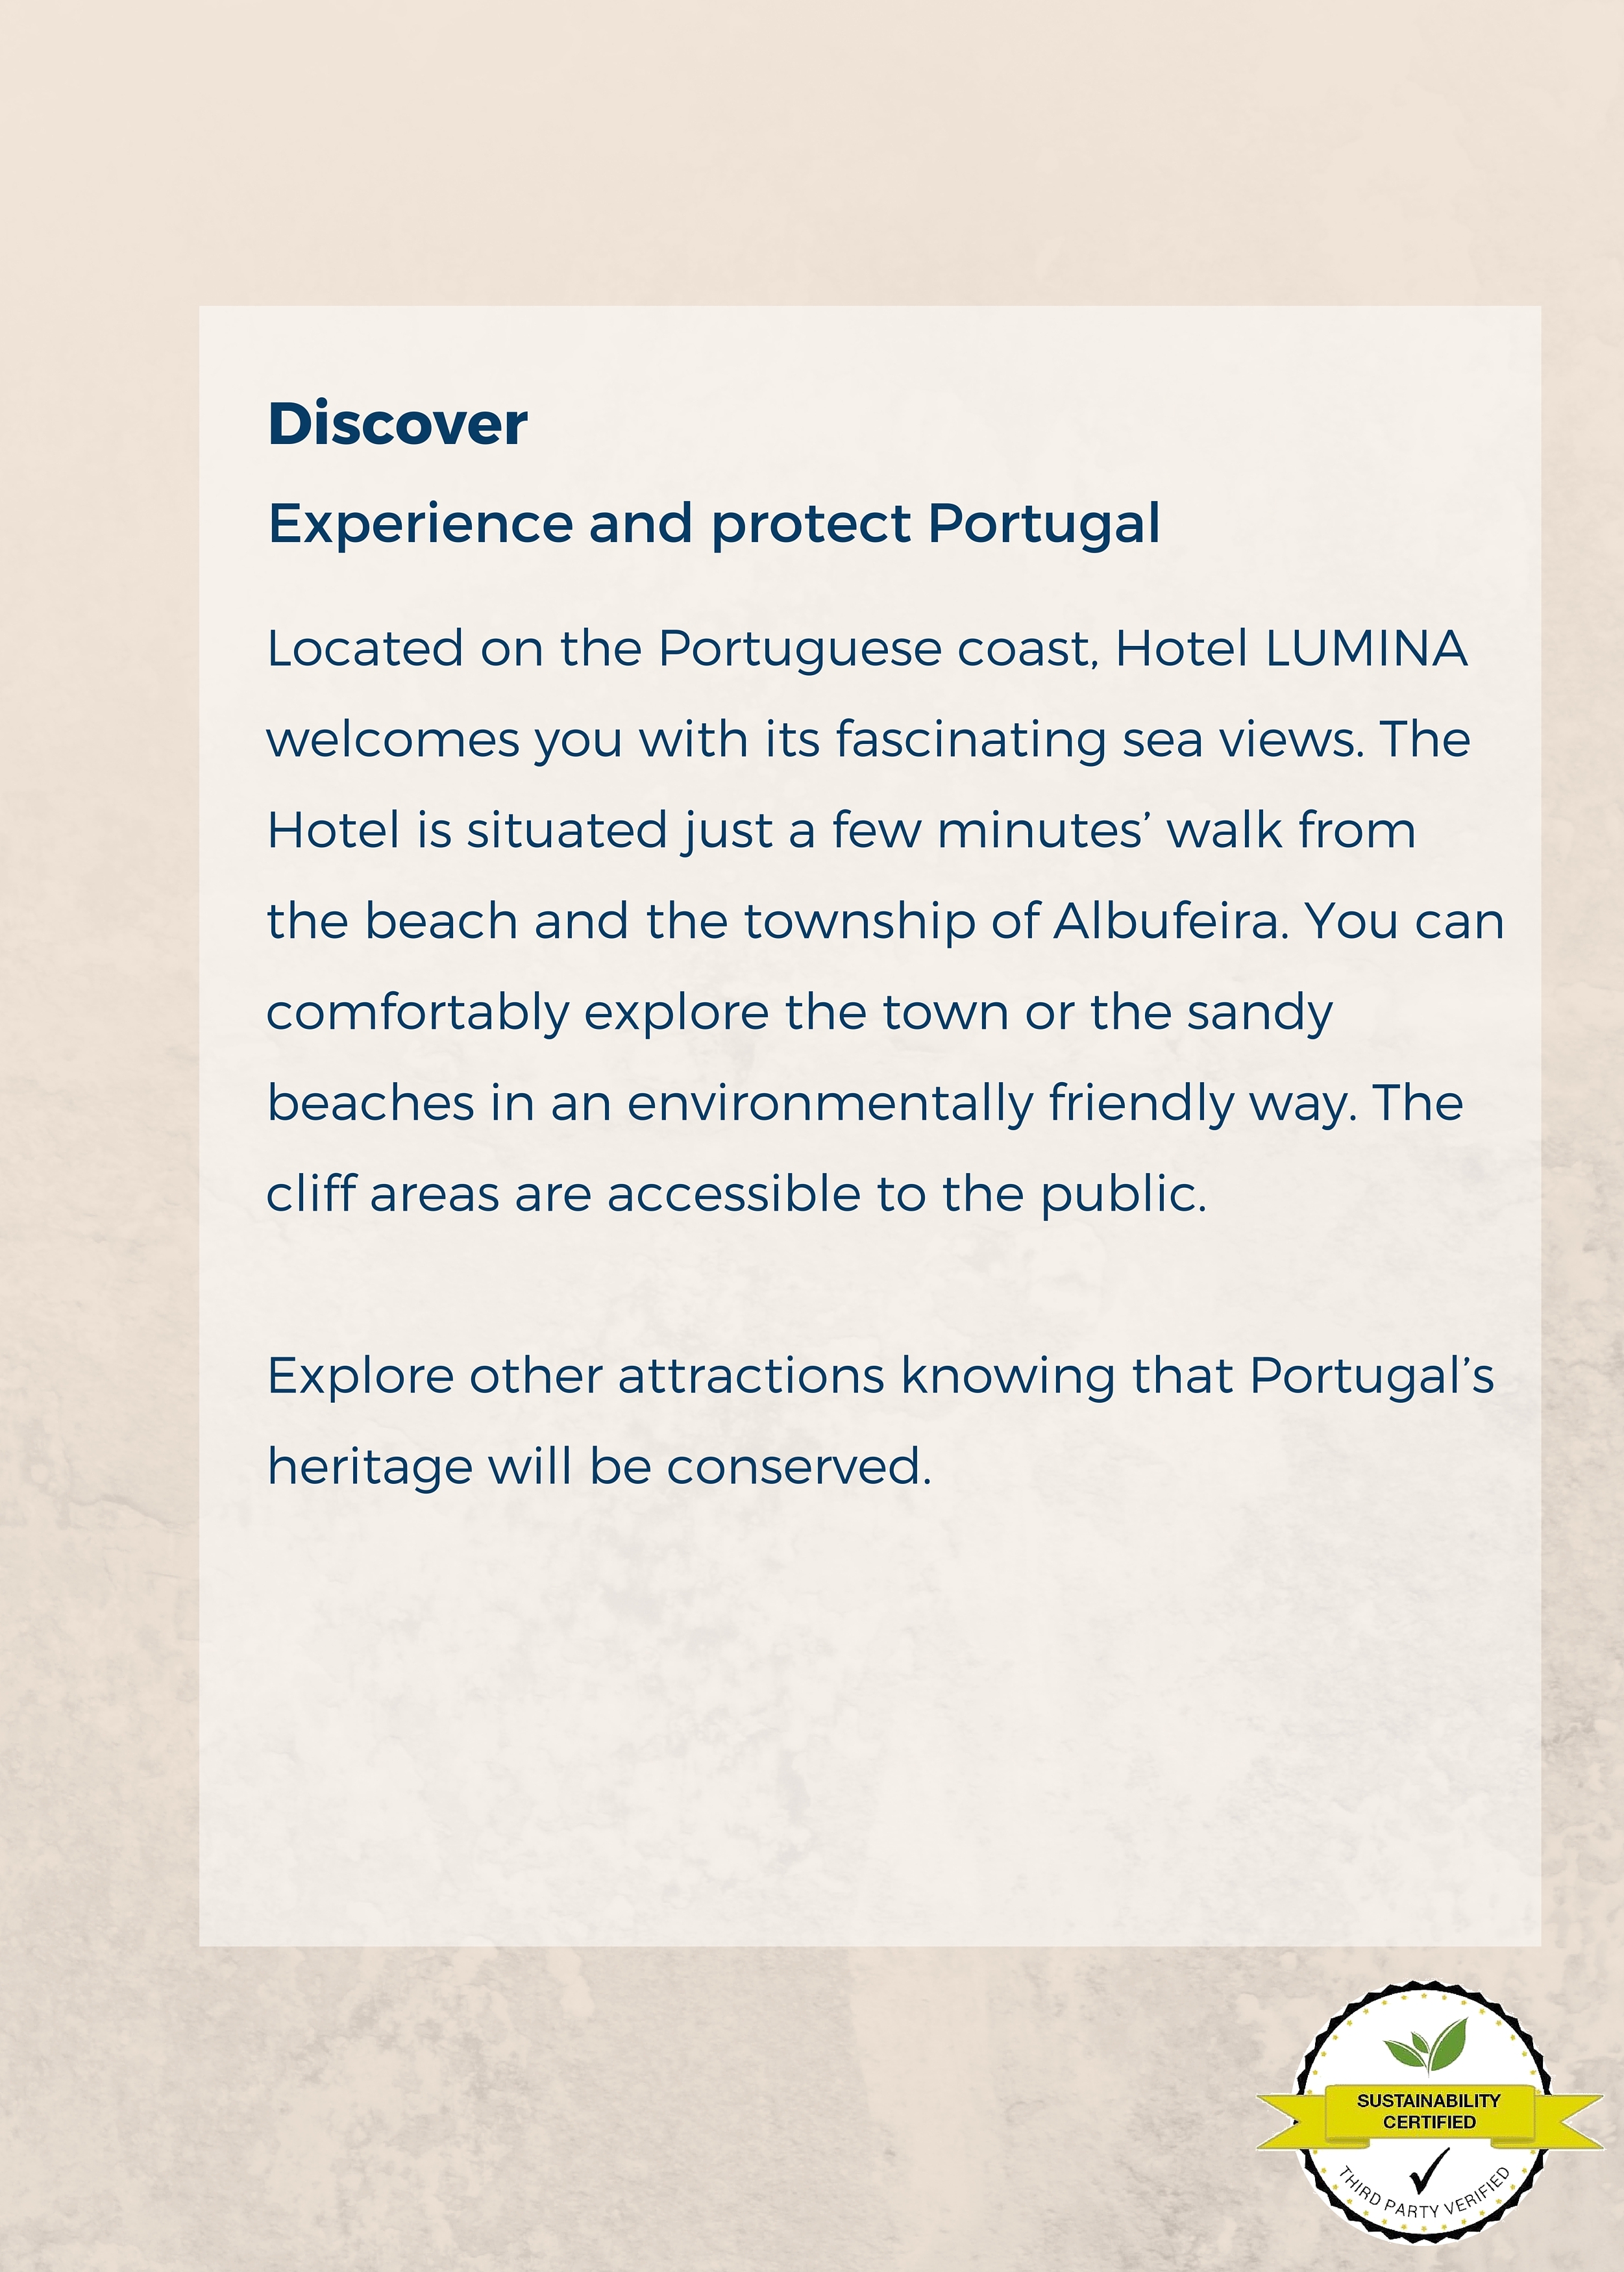 Discover
Experience and protect Portugal
Located on the Portuguese coast, Hotel LUMINA
welcomes you with its fascinating sea views. The
Hotel is situated just a few minutes’ walk from
the beach and the township of Albufeira. You can
comfortably explore the town or the sandy
beaches in an environmentally friendly way. The
cliff areas are accessible to the public.
Explore other attractions knowing that Portugal’s
heritage will be conserved.
SUSTAINABILITY
CERTIFIED
THIRD PARTY VERIFIED